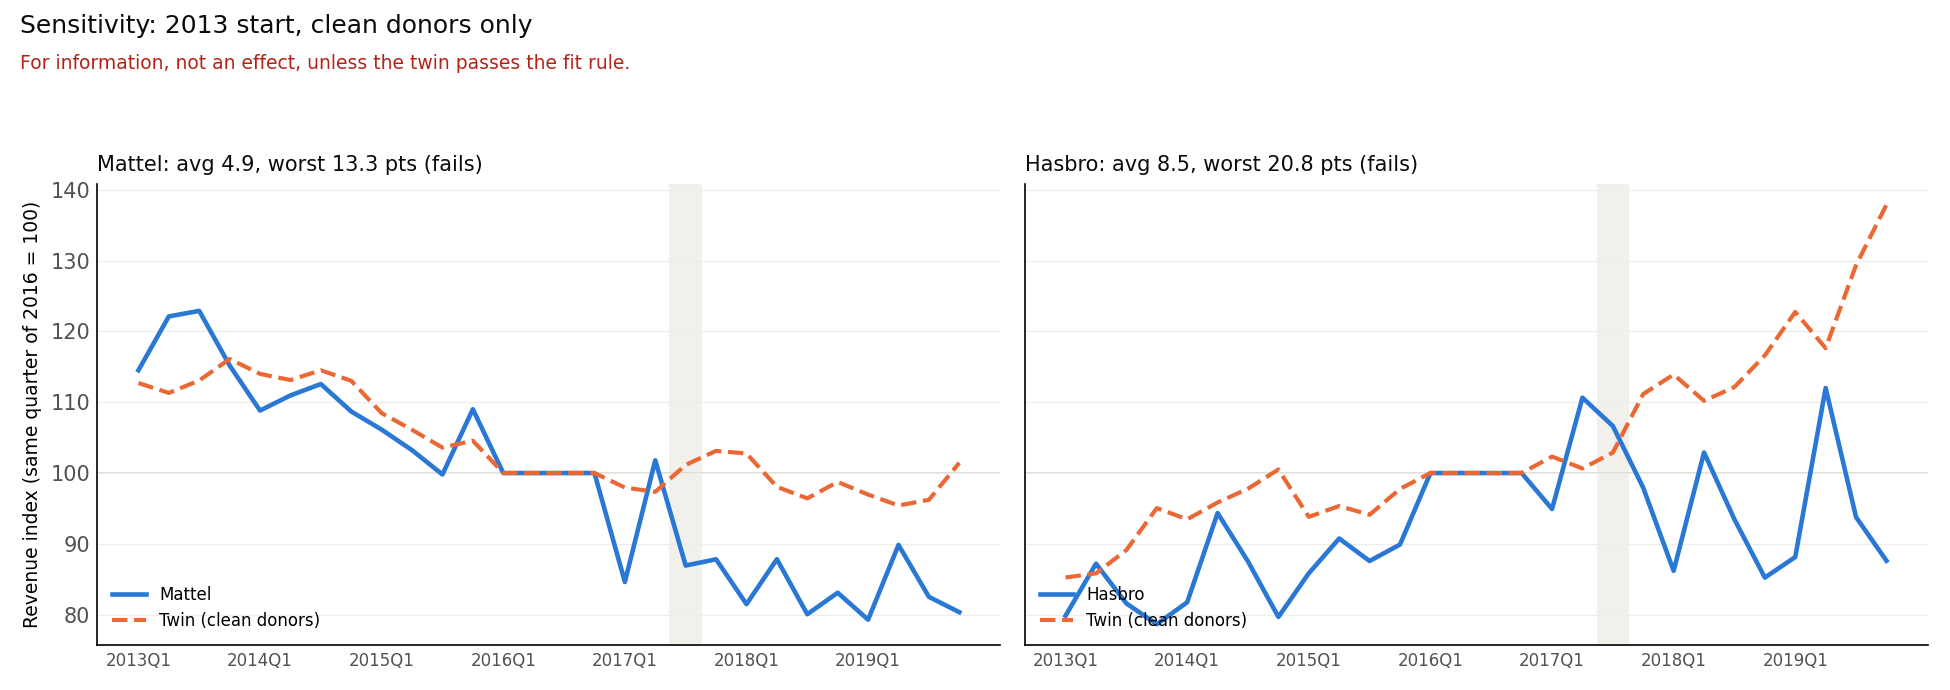 Sensitivity: 2013 start, clean donors only
For information, not an effect, unless the twin passes the fit rule.
Mattel: avg 4.9, worst 13.3 pts (fails)
Revenue index (same quarter of 2016 = 100)
140
130
120
110
100
90
80
Mattel
Twin (clean donors)
2013Q1 2014Q1 2015Q1 2016Q1 2017Q1 2018Q1 2019Q1
Hasbro: avg 8.5, worst 20.8 pts (fails)
Hasbro
Twin (clean donors)
2013Q1 2014Q1 2015Q1 2016Q1 2017Q1 2018Q1 2019Q1